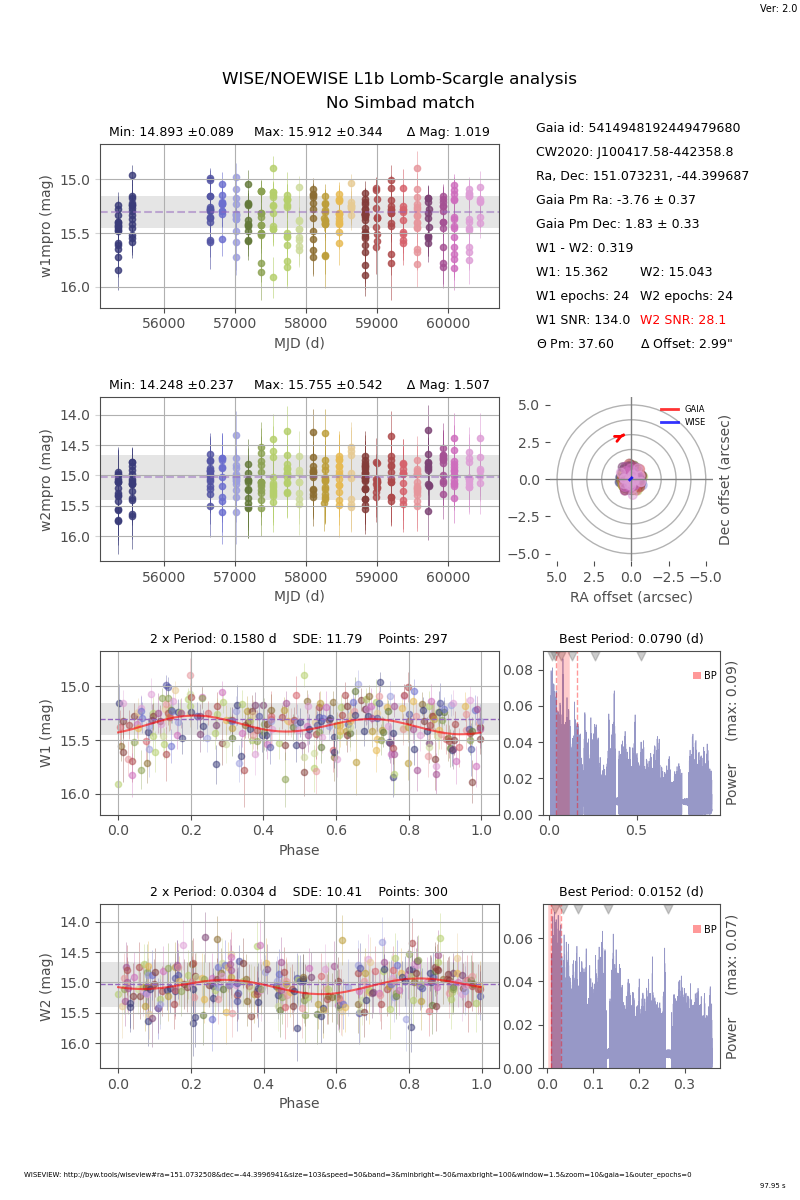 Ver: 2.0
WISE/NOEWISE L1b Lomb-Scargle analysis
No Simbad match
Min: 14.893 ±0.089 Max: 15.912 ±0.344 Δ Mag: 1.019
15.0
15.5
16.0
w1mpro (mag)
56000 57000 58000 59000 60000
MJD (d)
Gaia id: 5414948192449479680
CW2020: J100417.58-442358.8
Ra, Dec: 151.073231, -44.399687
Gaia Pm Ra: -3.76 ± 0.37
Gaia Pm Dec: 1.83 ± 0.33
W1 - W2: 0.319
W1: 15.362 W2: 15.043
W1 epochs: 24 W2 epochs: 24
W1 SNR: 134.0 W2 SNR: 28.1
Θ Pm: 37.60 Δ Offset: 2.99"
Min: 14.248 ±0.237 Max: 15.755 ±0.542 Δ Mag: 1.507
14.0
14.5
15.0
15.5
16.0
w2mpro (mag)
56000 57000 58000 59000 60000
MJD (d)
GAIA
WISE
5.0
2.5
0.0
−2.5
−5.0
Dec offset (arcsec)
5.0 2.5 0.0 −2.5 −5.0
RA offset (arcsec)
2 x Period: 0.1580 d SDE: 11.79 Points: 297
15.0
15.5
16.0
W1 (mag)
0.0 0.2 0.4 0.6 0.8 1.0
Phase
Best Period: 0.0790 (d)
BP
0.08
0.06
0.04
0.02
0.00
Power (max: 0.09)
0.0 0.5
2 x Period: 0.0304 d SDE: 10.41 Points: 300
14.0
14.5
15.0
15.5
16.0
W2 (mag)
0.0 0.2 0.4 0.6 0.8 1.0
Phase
Best Period: 0.0152 (d)
BP
0.06
0.04
0.02
0.00
Power (max: 0.07)
0.0 0.1 0.2 0.3
WISEVIEW: http://byw.tools/wiseview#ra=151.0732508&dec=-44.3996941&size=103&speed=50&band=3&minbright=-50&maxbright=100&window=1.5&zoom=10&gaia=1&outer_epochs=0
97.95 s